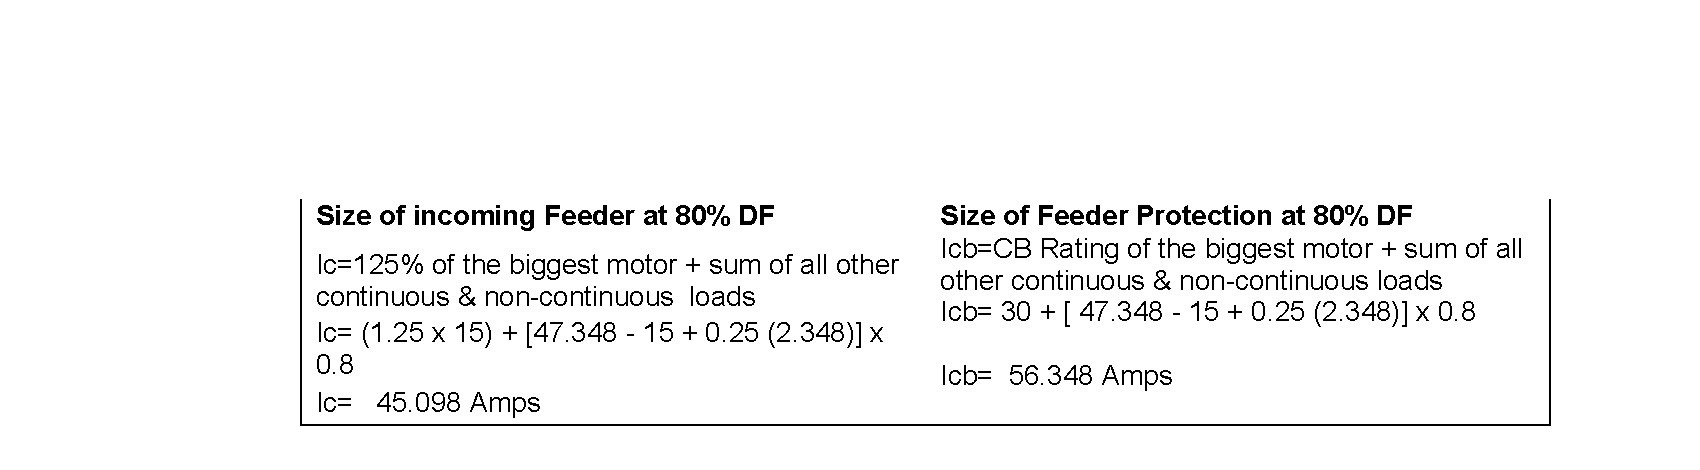 Size of incoming Feeder at 80% DF
Ic=125% of the biggest motor + sum of all other
continuous & non-continuous  loads
Ic= (1.25 x 15) + [47.348 - 15 + 0.25 (2.348)] x
0.8
Ic=   45.098 Amps
Size of Feeder Protection at 80% DF
Icb=CB Rating of the biggest motor + sum of all
other continuous & non-continuous loads
Icb= 30 + [ 47.348 - 15 + 0.25 (2.348)] x 0.8
Icb=  56.348 Amps